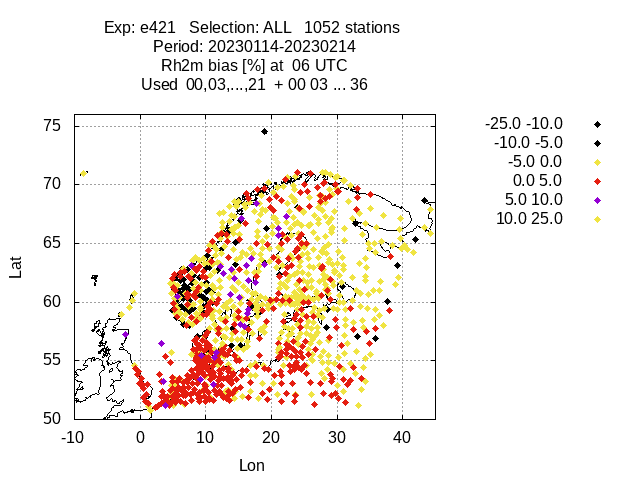 Exp: e421 Selection: ALL 1052 stations
Period: 20230114-20230214
Rh2m bias [%] at 06 UTC
Used 00,03,...,21 + 00 03 ... 36
-25.0 -10.0
-10.0 -5.0
-5.0 0.0
0.0 5.0
5.0 10.0
10.0 25.0
75
70
65
60
55
50
Lat
-10 0 10 20 30 40
Lon